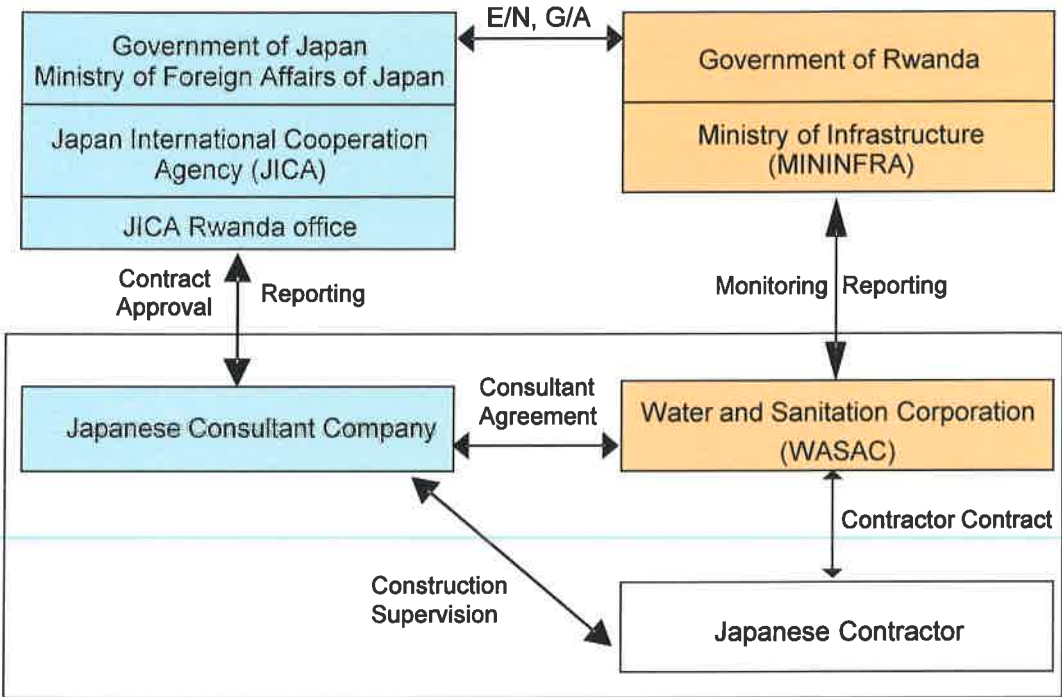 E/N, G/A
Government of Japan
Ministry of Foreign Affairs of Japan
Japan International Cooperation
Agency (JICA)
JICA Rwanda office
Government of Rwanda
Ministry of Infrastructure
(MININFRA)
Contract
Approval
Reporting
Monitoring
Reporting
Japanese Consultant Company
Consultant
Agreement
Water and Sanitation Corporation
(WASAC)
Contractor Contract
Construction
Supervision
Japanese Contractor